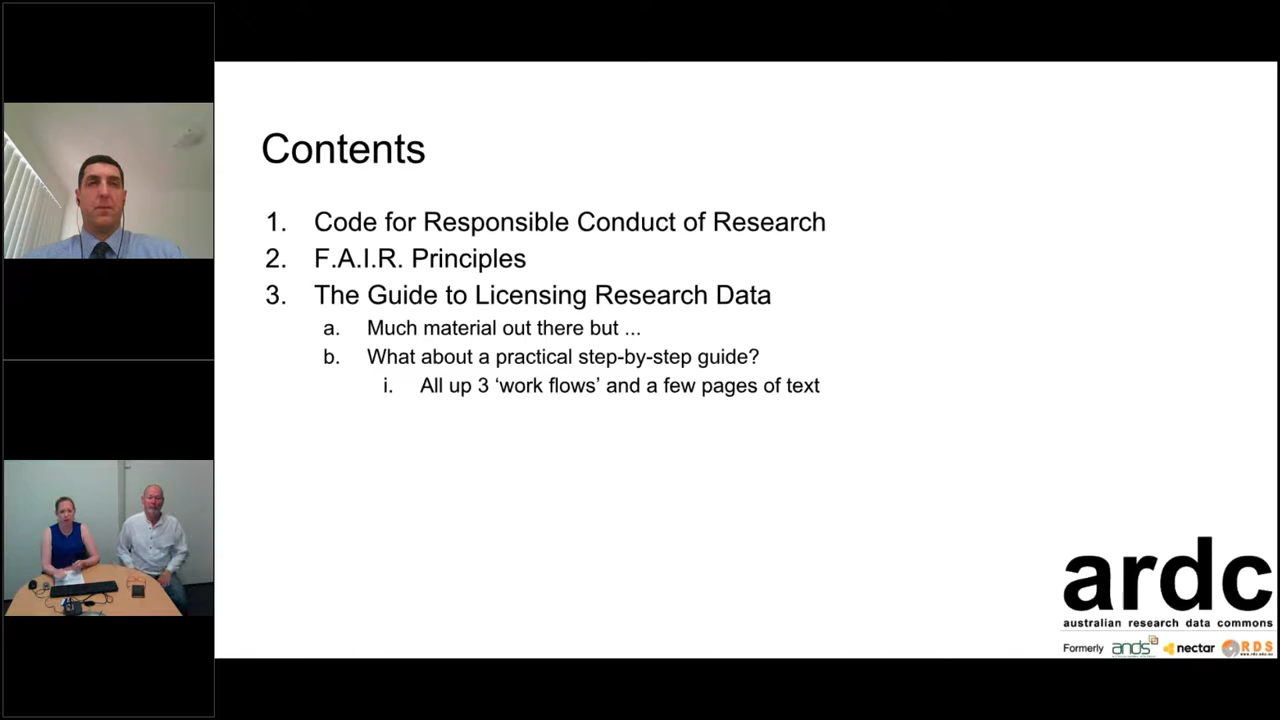 Contents
1. Code for Responsible Conduct of Research
2. F.A.I.R. Principles
3. The Guide to Licensing Research Data
a. Much material out there but ...
b. What about a practical step-by-step guide?
i. All up 3 ‘work flows’ and a few pages of text
ardc
australian research data commons
Formerly ands nectar RDS